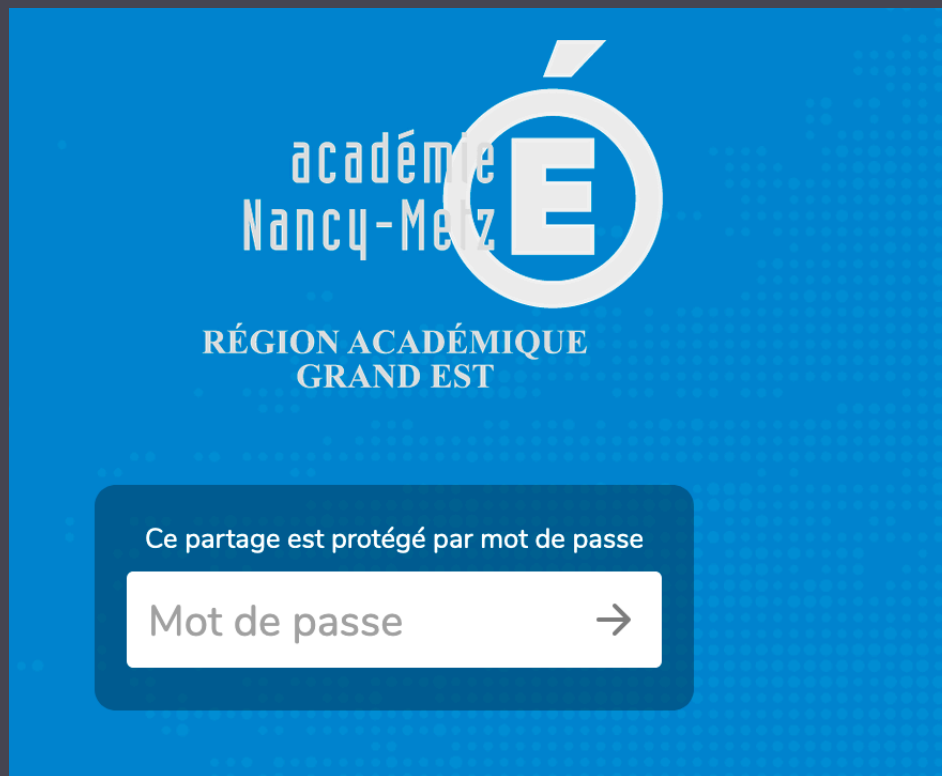 académie
Nancy-Metz
É
RÉGION ACADÉMIQUE
GRAND EST
Ce partage est protégé par mot de passe
Mot de passe